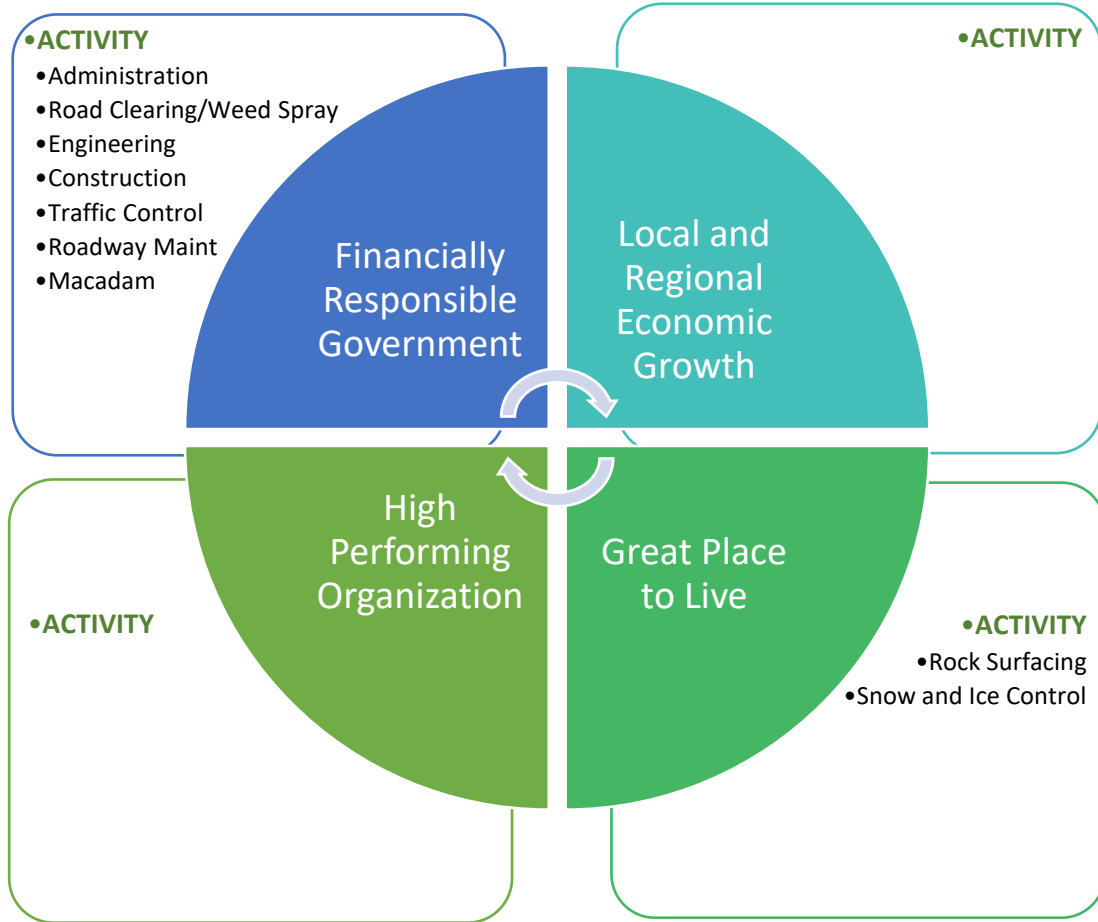 •ACTIVITY
•Administration
•Road Clearing/Weed Spray
•Engineering
•Construction
•Traffic Control
•Roadway Maint
•Macadam
Financially
Responsible
Government
•ACTIVITY
Local and
Regional
Economic
Growth
•ACTIVITY
High
Performing
Organization
Great Place
to Live
•ACTIVITY
•Rock Surfacing
•Snow and Ice Control